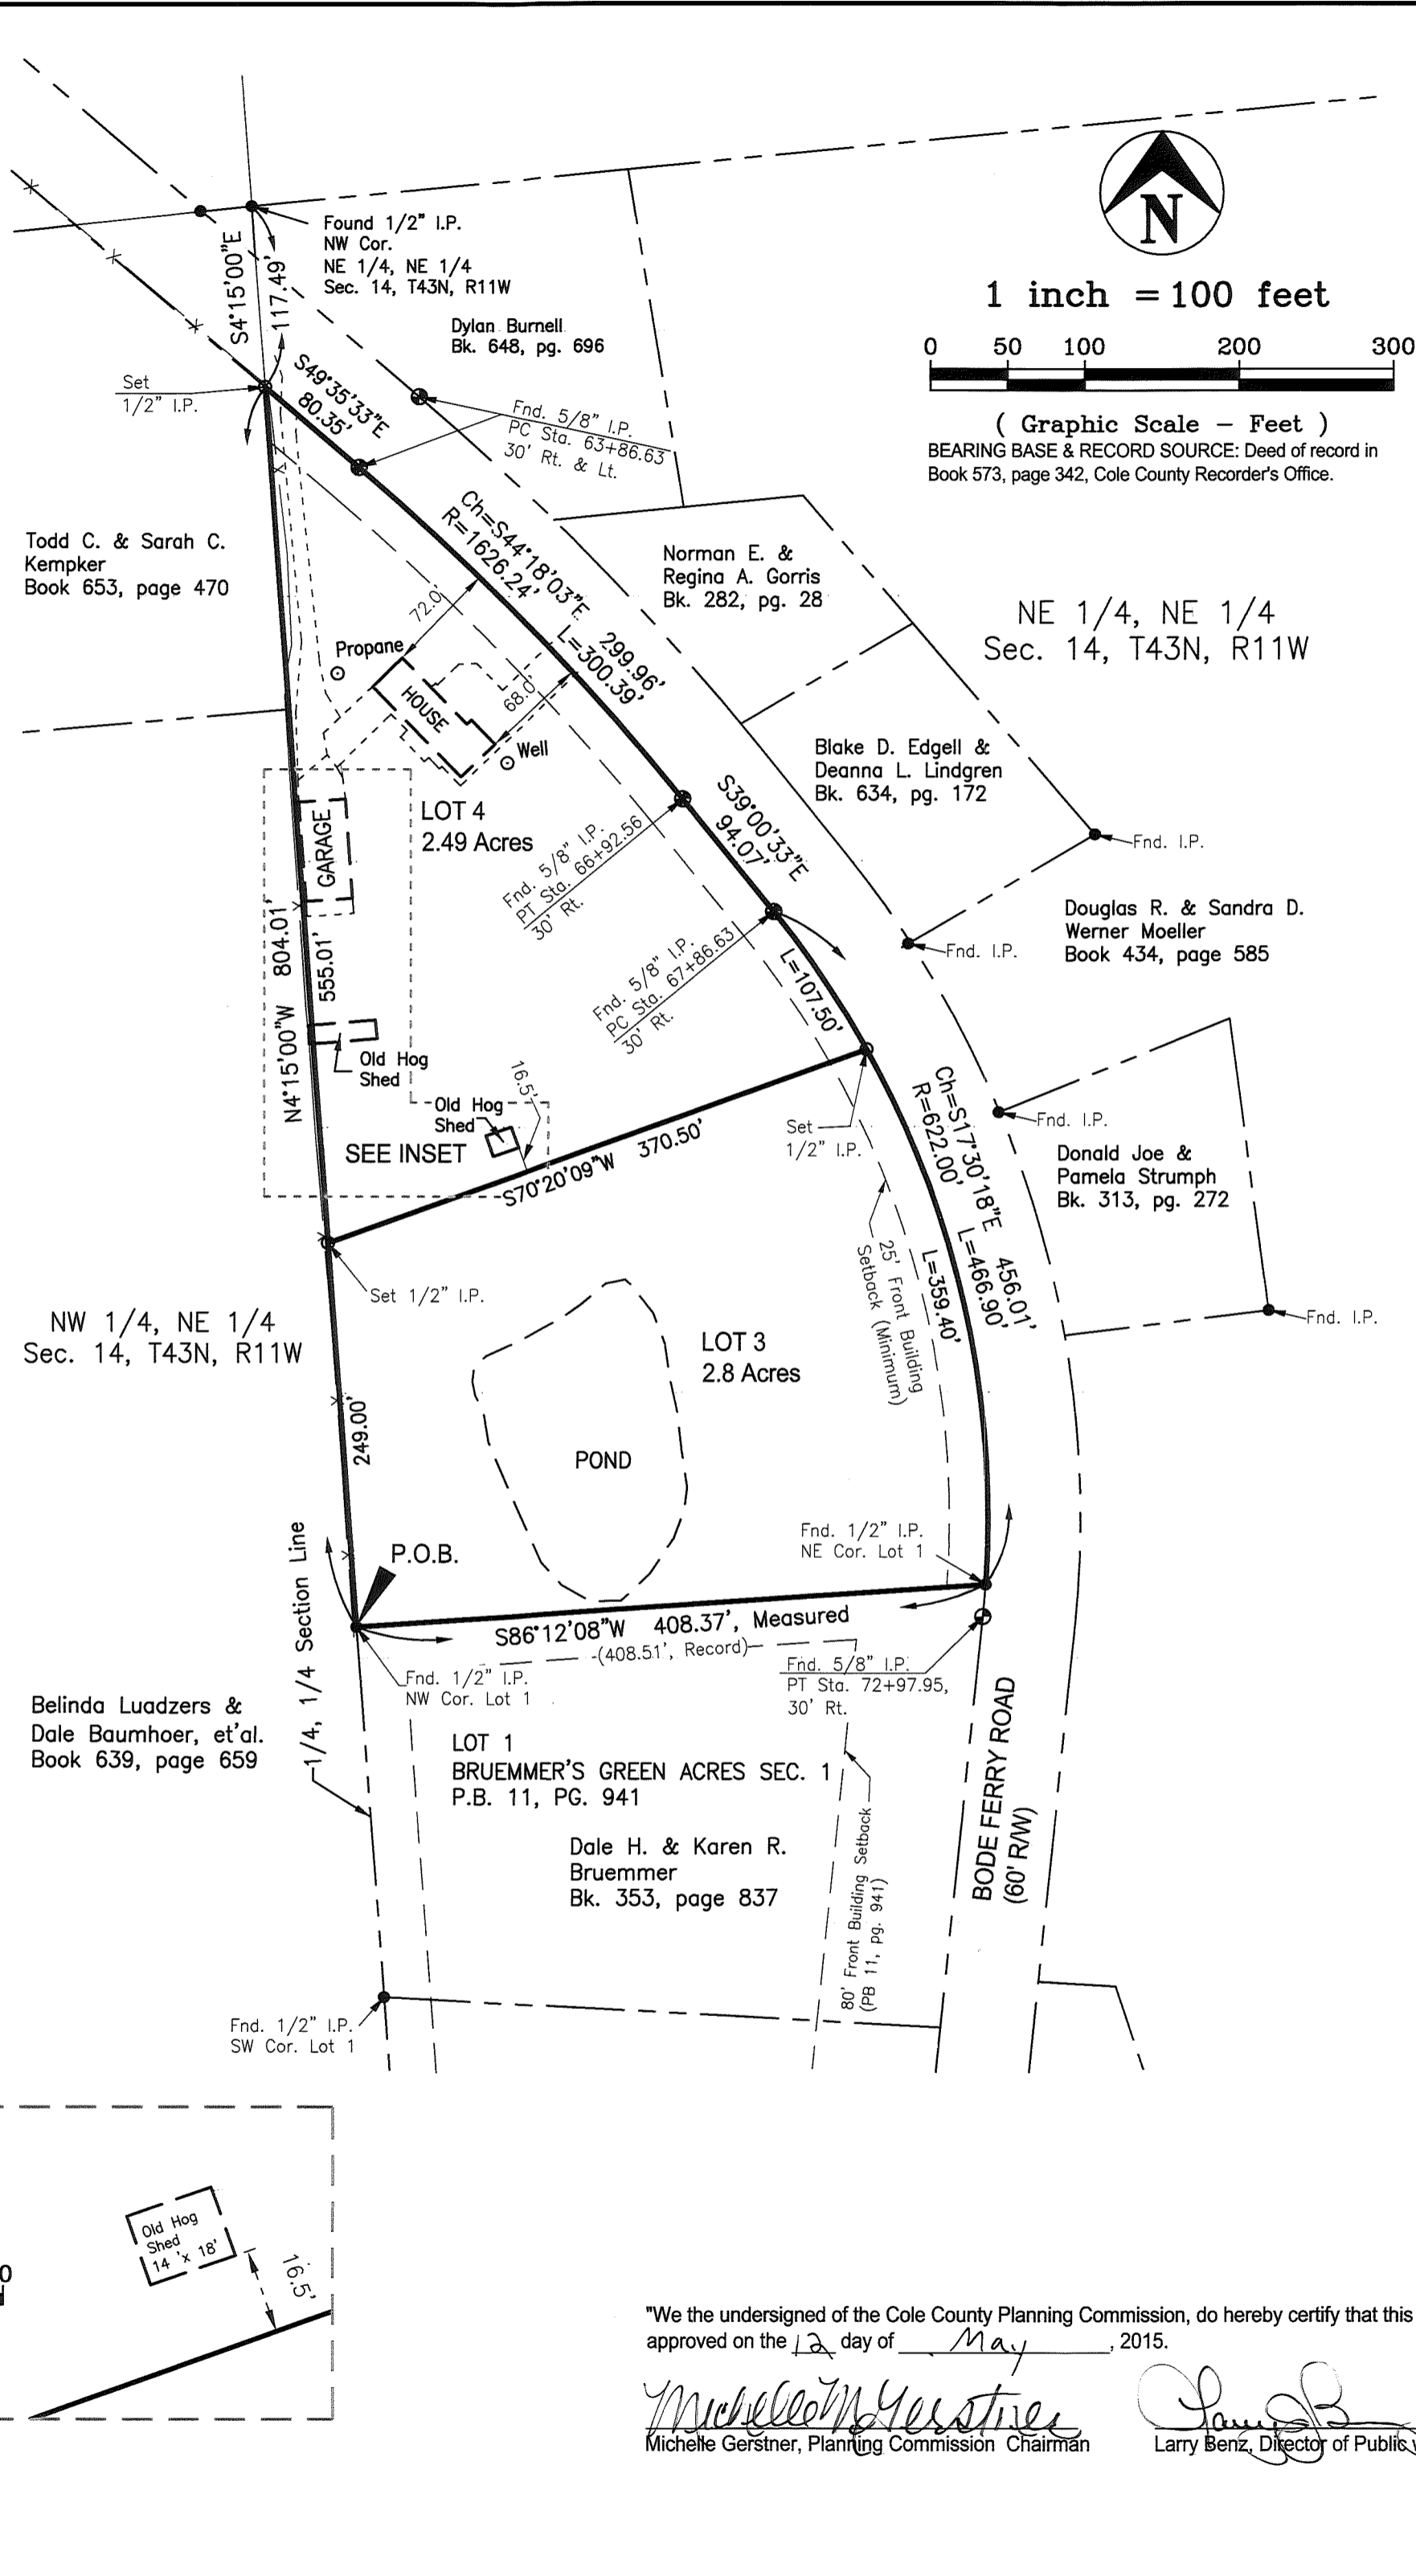 Found 1/2" I.P.
NW Cor.
NE 1/4, NE 1/4
Sec. 14, T43N, R11W
S4°15'00"E
117.49'
N
1 inch = 100 feet
0 50 100 200 300
( Graphic Scale - Feet )
BEARING BASE & RECORD SOURCE: Deed of record in
Book 573, page 342, Cole County Recorder's Office.
Dylan Burnell
Bk. 648, pg. 696
Set
1/2" I.P.
S49°35'33"E
80.35'
Fnd. 5/8" I.P.
PC Sta. 63+86.63
30' Rt. & Lt.
Todd C. & Sarah C.
Kempker
Book 653, page 470
Ch=S44°18'03"E 299.96'
R=1626.24' L=300.39'
Norman E. &
Regina A. Gorris
Bk. 282, pg. 28
NE 1/4, NE 1/4
Sec. 14, T43N, R11W
72.0'
Propane
HOUSE
68.0'
Well
Blake D. Edgell &
Deanna L. Lindgren
Bk. 634, pg. 172
S39°00'33"E
94.07'
LOT 4
2.49 Acres
GARAGE
Fnd. 5/8" I.P.
PT Sta. 66+92.56
30' Rt.
Fnd. I.P.
Douglas R. & Sandra D.
Werner Moeller
Book 434, page 585
Fnd. I.P.
Fnd. 5/8" I.P.
PC Sta. 67+86.63
30' Rt.
L=107.50'
N4°15'00"W 804.01'
555.01'
Old Hog
Shed
Old Hog
Shed
16.5'
SEE INSET
S70°20'09"W 370.50'
Set
1/2" I.P.
Ch=S17°30'18"E 456.01'
R=622.00' L=466.90'
Fnd. I.P.
Donald Joe &
Pamela Strumph
Bk. 313, pg. 272
L=359.40'
25' Front Building
Setback (Minimum)
Set 1/2" I.P.
Fnd. I.P.
NW 1/4, NE 1/4
Sec. 14, T43N, R11W
LOT 3
2.8 Acres
249.00'
POND
Fnd. 1/2" I.P.
NE Cor. Lot 1
P.O.B.
S86°12'08"W 408.37', Measured
(408.51', Record)
Fnd. 1/2" I.P.
NW Cor. Lot 1
Fnd. 5/8" I.P.
PT Sta. 72+97.95,
30' Rt.
1/4, 1/4 Section Line
Belinda Luadzers &
Dale Baumhoer, et'al.
Book 639, page 659
LOT 1
BRUEMMER'S GREEN ACRES SEC. 1
P.B. 11, PG. 941
Dale H. & Karen R.
Bruemmer
Bk. 353, page 837
80' Front Building Setback
(PB 11, pg. 941)
BODE FERRY ROAD
(60' R/W)
Fnd. 1/2" I.P.
SW Cor. Lot 1
Old Hog
Shed
14 'x 18'
16.5'
0
"We the undersigned of the Cole County Planning Commission, do hereby certify that this
approved on the 12 day of May, 2015.
Michelle M Gerstner
Michelle Gerstner, Planning Commission Chairman
Larry Benz, Director of Public